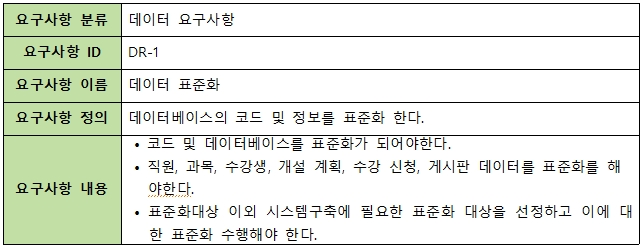 요구사항 분류 데이터 요구사항
요구사항 ID DR-1
요구사항 이름 데이터 표준화
요구사항 정의 데이터베이스의 코드 및 정보를 표준화 한다.
요구사항 내용
• 코드 및 데이터베이스를 표준화가 되어야한다.
• 직원, 과목, 수강생, 개설 계획, 수강 신청, 게시판 데이터를 표준화를 해
야한다.
• 표준화대상 이외 시스템구축에 필요한 표준화 대상을 선정하고 이에 대
한 표준화 수행해야 한다.